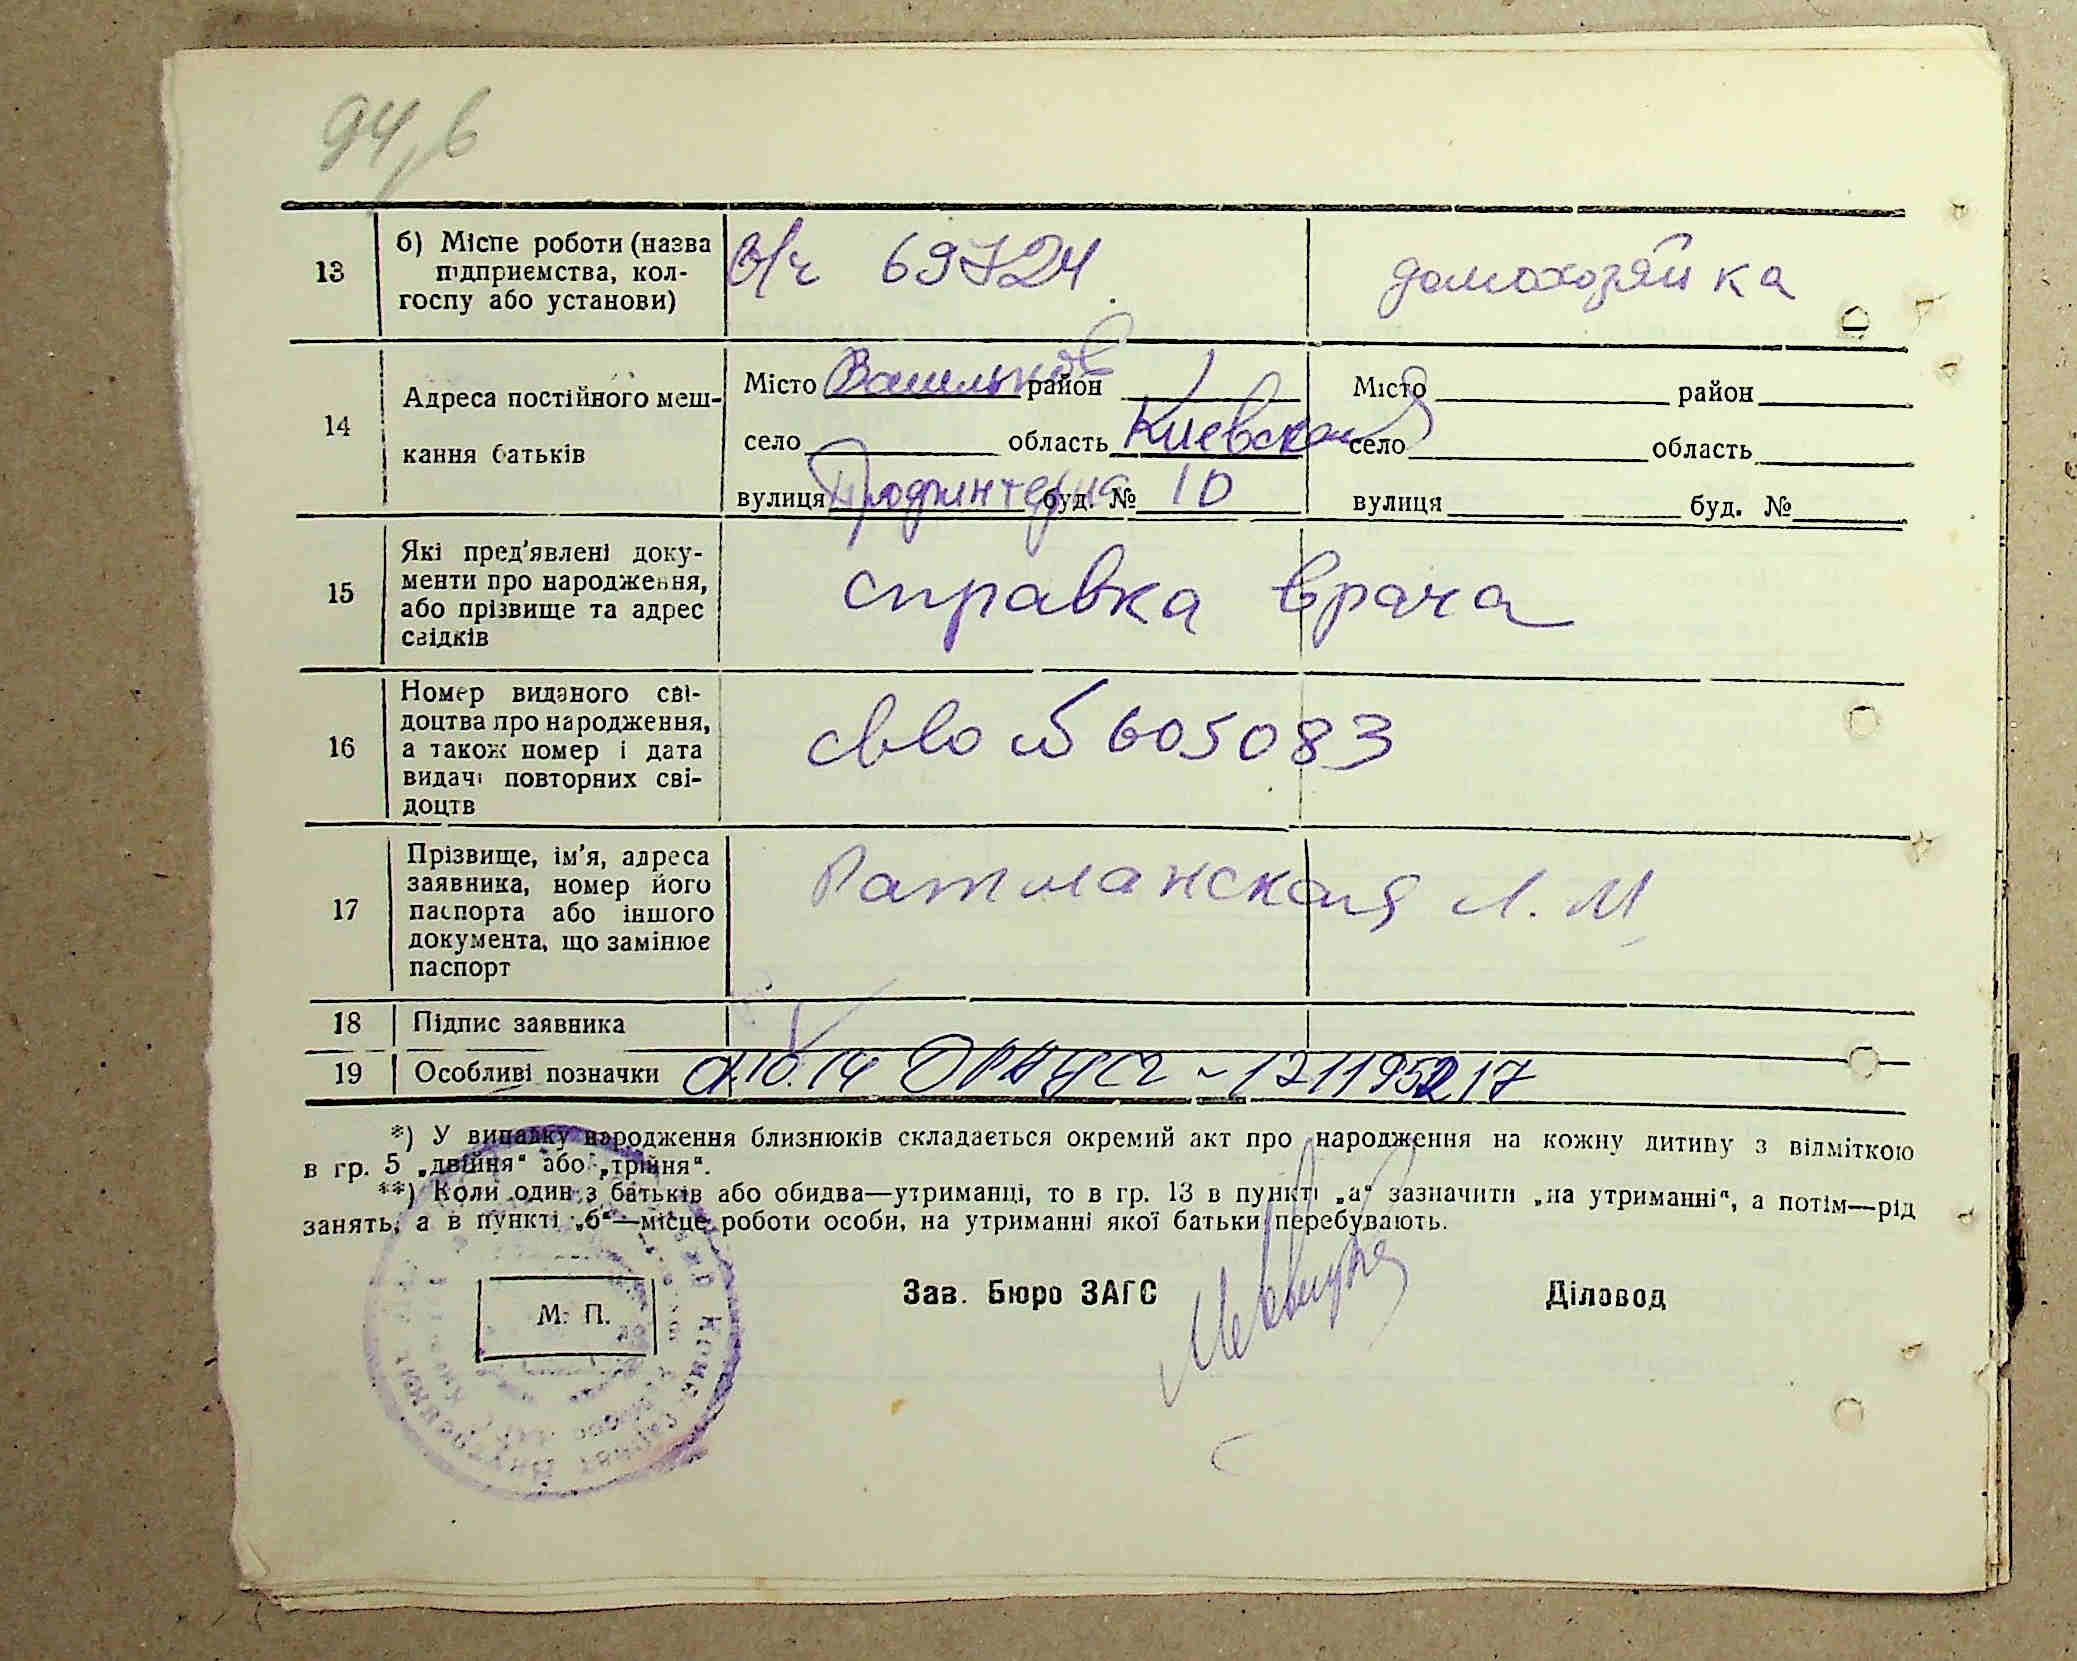 94, б
13 б) Місце роботи (назва
підприємства, кол-
госпу або установи)
в/ч 69724
домохозяйка
14 Адреса постійного меш-
кання батьків
Місто Васильков район
село область Киевская
вулиця буд. № 10
Місто район
село область
вулиця буд. №
15 Які пред'явлені доку-
менти про народження,
або прізвище та адрес
свідків
справка врача
16 Номер виданого сві-
доцтва про народження,
а також номер і дата
видачі повторних сві-
доцтв
605083
17 Прізвище, ім'я, адреса
заявника, номер його
паспорта або іншого
документа, що замінює
паспорт
Ратманская Л. М
18 Підпис заявника
19 Особливі позначки
*) У випадку народження близнюків складається окремий акт про народження на кожну дитину з відміткою
в гр. 5 „двійня“ або „трійня“.
**) Коли один з батьків або обидва—утриманці, то в гр. 13 в пункті „а“ зазначити „на утриманні“, а потім—рід
занять, а в пункті „б“—місце роботи особи, на утриманні якої батьки перебувають.
М. П.
Зав. Бюро ЗАГС
Діловод